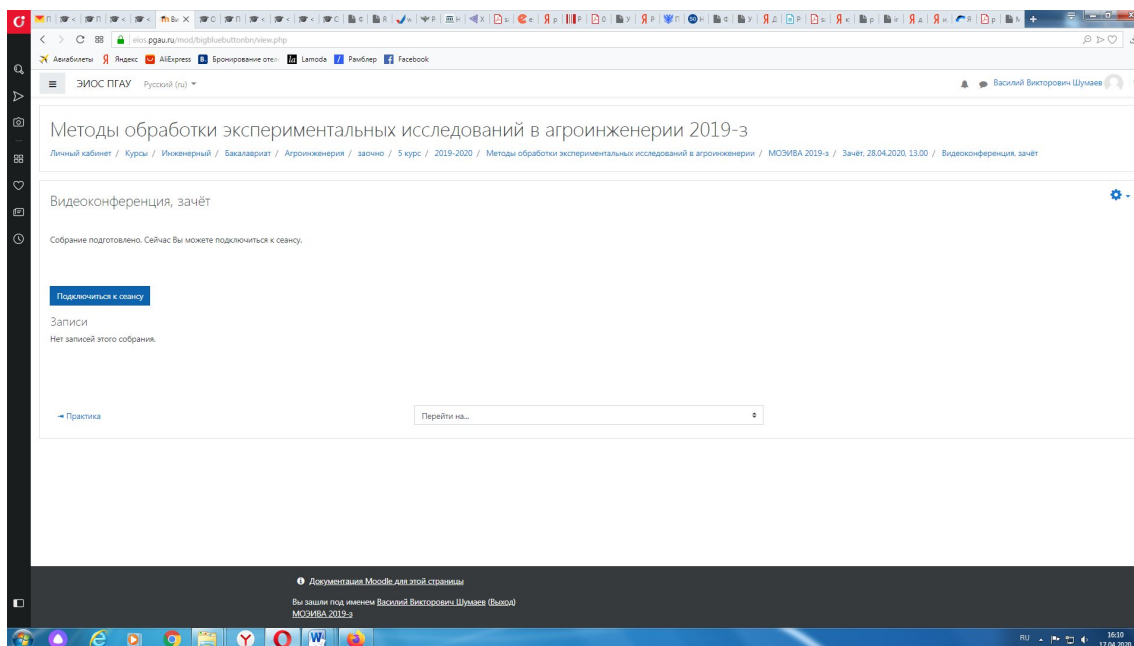 eios.pgau.ru/mod/bigbluebuttonbn/view.php
Авиабилеты Яндекс AliExpress Бронирование отел Lamoda Рамблер Facebook
ЭИОС ПГАУ Русский (ru) Василий Викторович Шумаев
Методы обработки экспериментальных исследований в агроинженерии 2019-з
Личный кабинет / Курсы / Инженерный / Бакалавриат / Агроинженерия / заочно / 5 курс / 2019-2020 / Методы обработки экспериментальных исследований в агроинженерии / МОЭИВА 2019-з / Зачёт, 28.04.2020, 13.00 / Видеоконференция, зачёт
Видеоконференция, зачёт
Собрание подготовлено. Сейчас Вы можете подключиться к сеансу.
Подключиться к сеансу
Записи
Нет записей этого собрания.
Практика Перейти на...
Документация Moodle для этой страницы
Вы зашли под именем Василий Викторович Шумаев (Выход)
МОЭИВА 2019-з
RU 16:10
17.04.2020